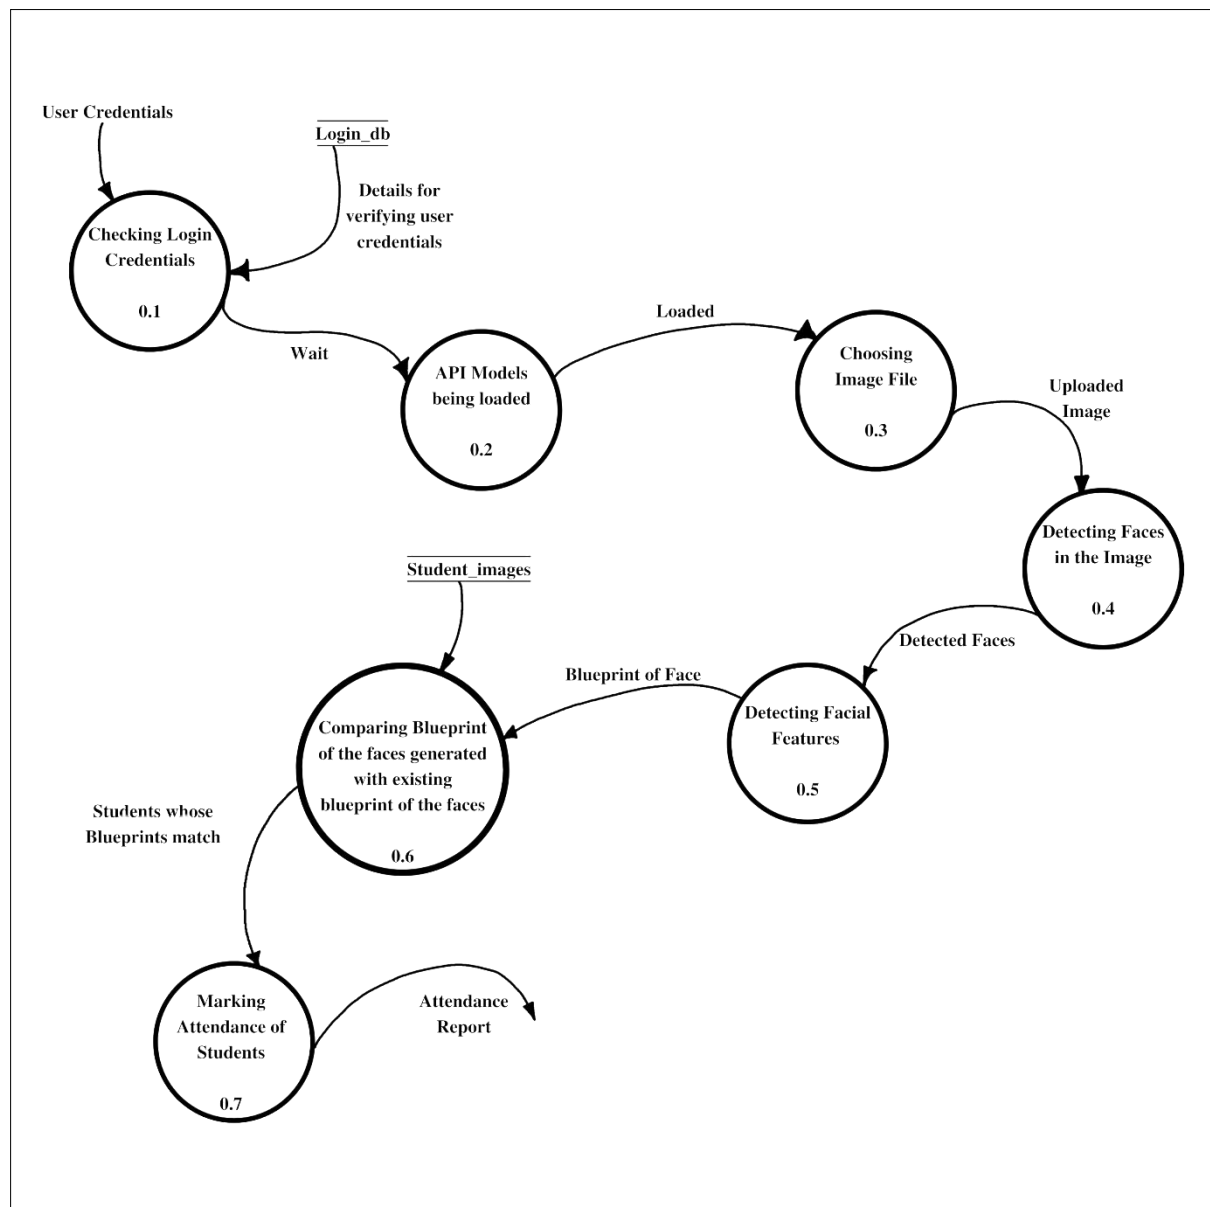 User Credentials
Login_db
Details for
verifying user
credentials
Checking Login
Credentials
0.1
Wait
API Models
being loaded
0.2
Loaded
Choosing
Image File
0.3
Uploaded
Image
Detecting Faces
in the Image
0.4
Detected Faces
Detecting Facial
Features
0.5
Blueprint of Face
Student_images
Comparing Blueprint
of the faces generated
with existing
blueprint of the faces
0.6
Students whose
Blueprints match
Marking
Attendance of
Students
0.7
Attendance
Report